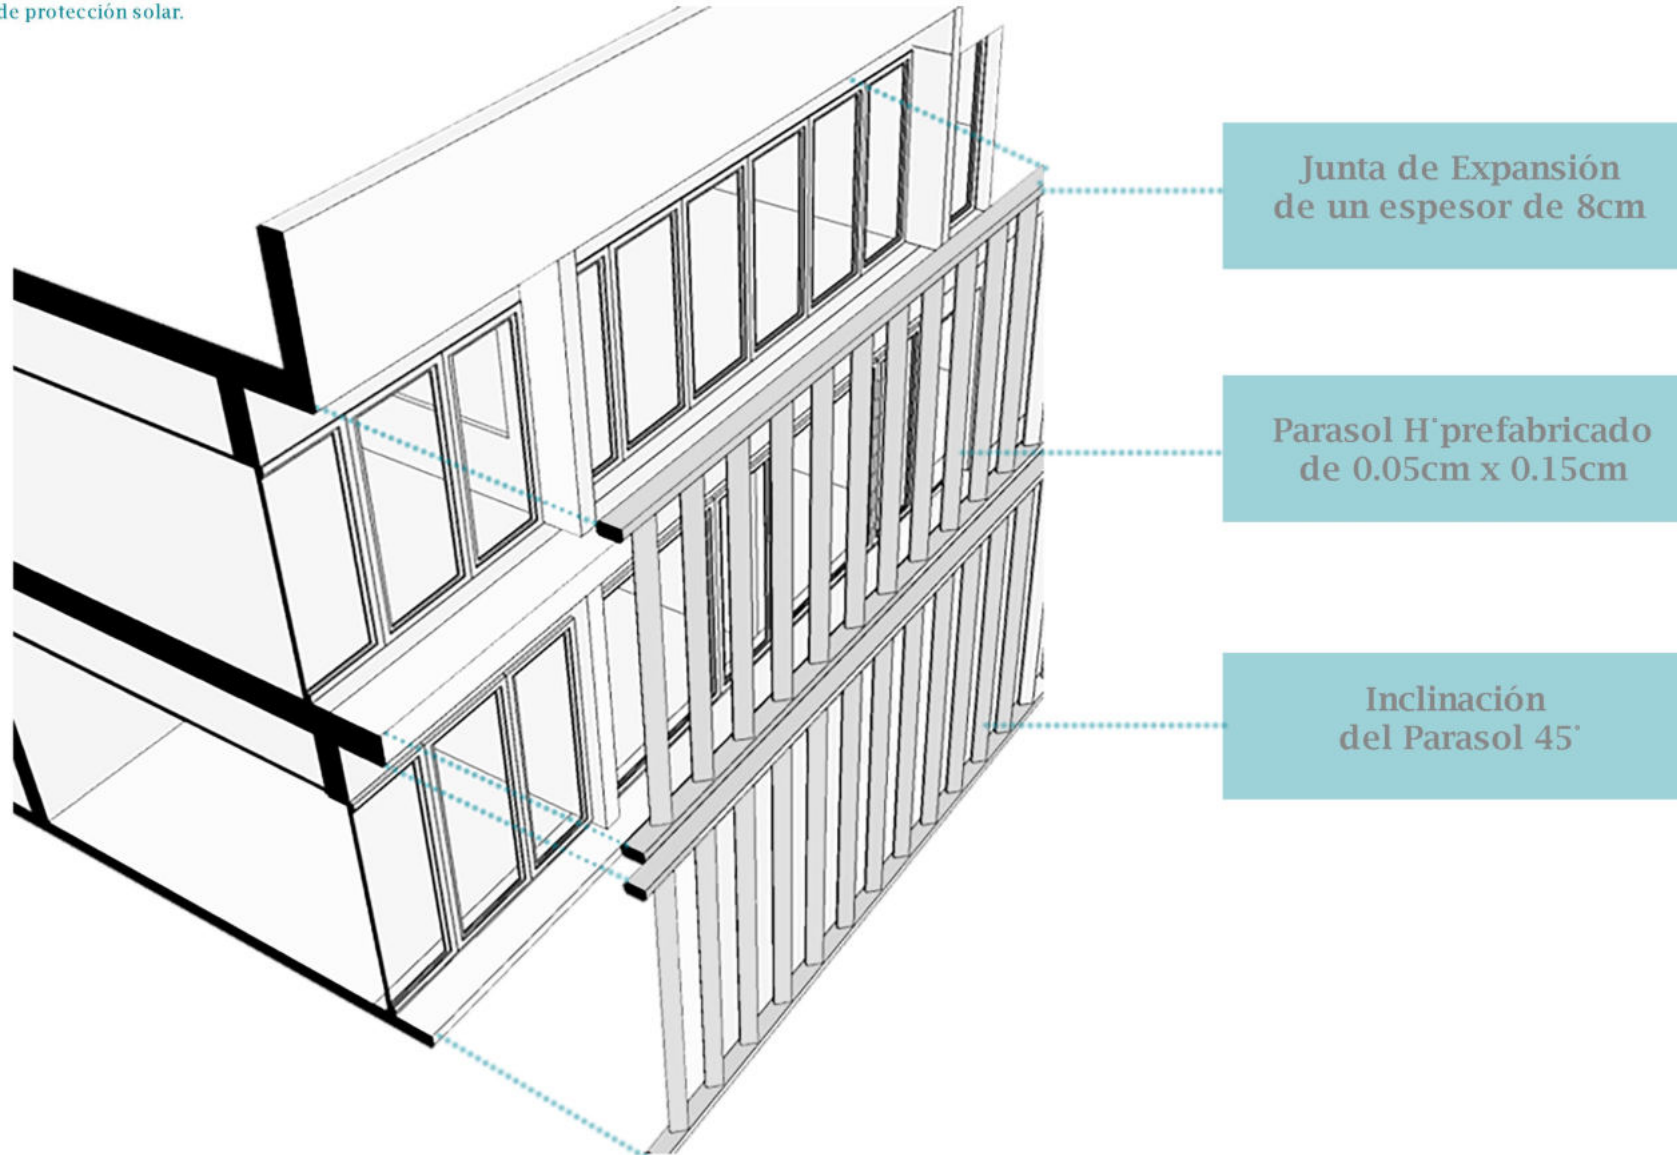 de protección solar.
Junta de Expansión
de un espesor de 8cm
Parasol H˙prefabricado
de 0.05cm x 0.15cm
Inclinación
del Parasol 45˙